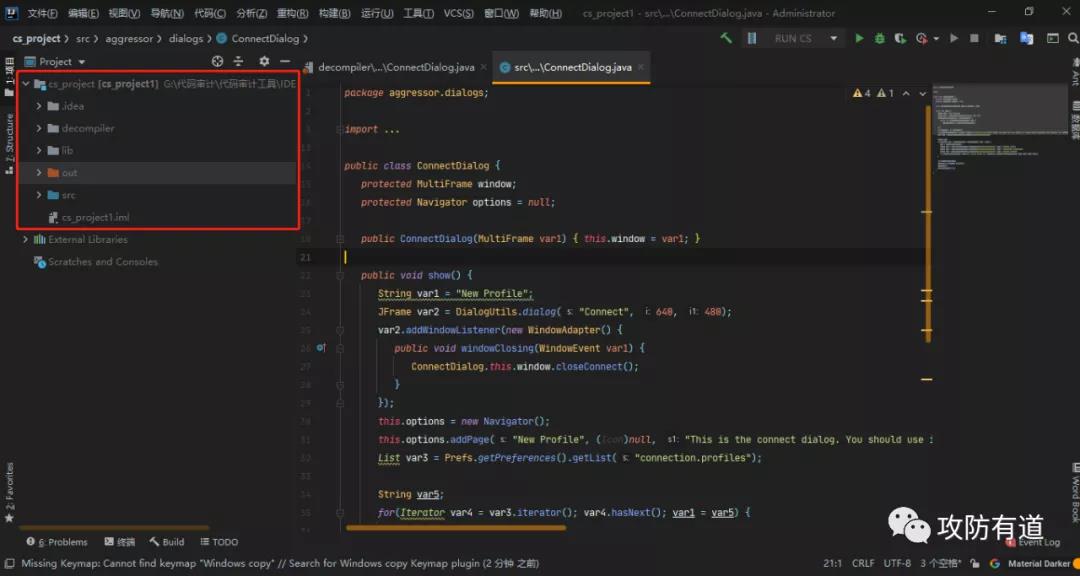 文件(F) 编辑(E) 视图(V) 导航(N) 代码(C) 分析(Z) 重构(R) 构建(B) 运行(U) 工具(T) VCS(S) 窗口(W) 帮助(H) cs_project1 - src\...\ConnectDialog.java - Administrator
cs_project src aggressor dialogs ConnectDialog RUN CS
Project decompiler\...\ConnectDialog.java src\...\ConnectDialog.java
1: 项目
Z: Structure
2: Favorites
cs_project [cs_project1] G:\代码审计\代码审计工具\IDE
.idea
decompiler
lib
out
src
cs_project1.iml
External Libraries
Scratches and Consoles
package aggressor.dialogs;
import ...
public class ConnectDialog {
protected MultiFrame window;
protected Navigator options = null;
public ConnectDialog(MultiFrame var1) { this.window = var1; }
21
public void show() {
String var1 = "New Profile";
JFrame var2 = DialogUtils.dialog( s: "Connect", i: 640, i1: 480);
var2.addWindowListener(new WindowAdapter() {
public void windowClosing(WindowEvent var1) {
ConnectDialog.this.window.closeConnect();
}
});
this.options = new Navigator();
this.options.addPage( s: "New Profile", (Icon)null, s1: "This is the connect dialog. You should use i
List var3 = Prefs.getPreferences().getList( s: "connection.profiles");
String var5;
for(Iterator var4 = var3.iterator(); var4.hasNext(); var1 = var5) {
4 1
Ant
数据库
Word Book
攻防有道
6: Problems 终端 Build TODO Event Log
Missing Keymap: Cannot find keymap "Windows copy" // Search for Windows copy Keymap plugin (2 分钟 之前) 21:1 CRLF UTF-8 3 个空格* Material Darker